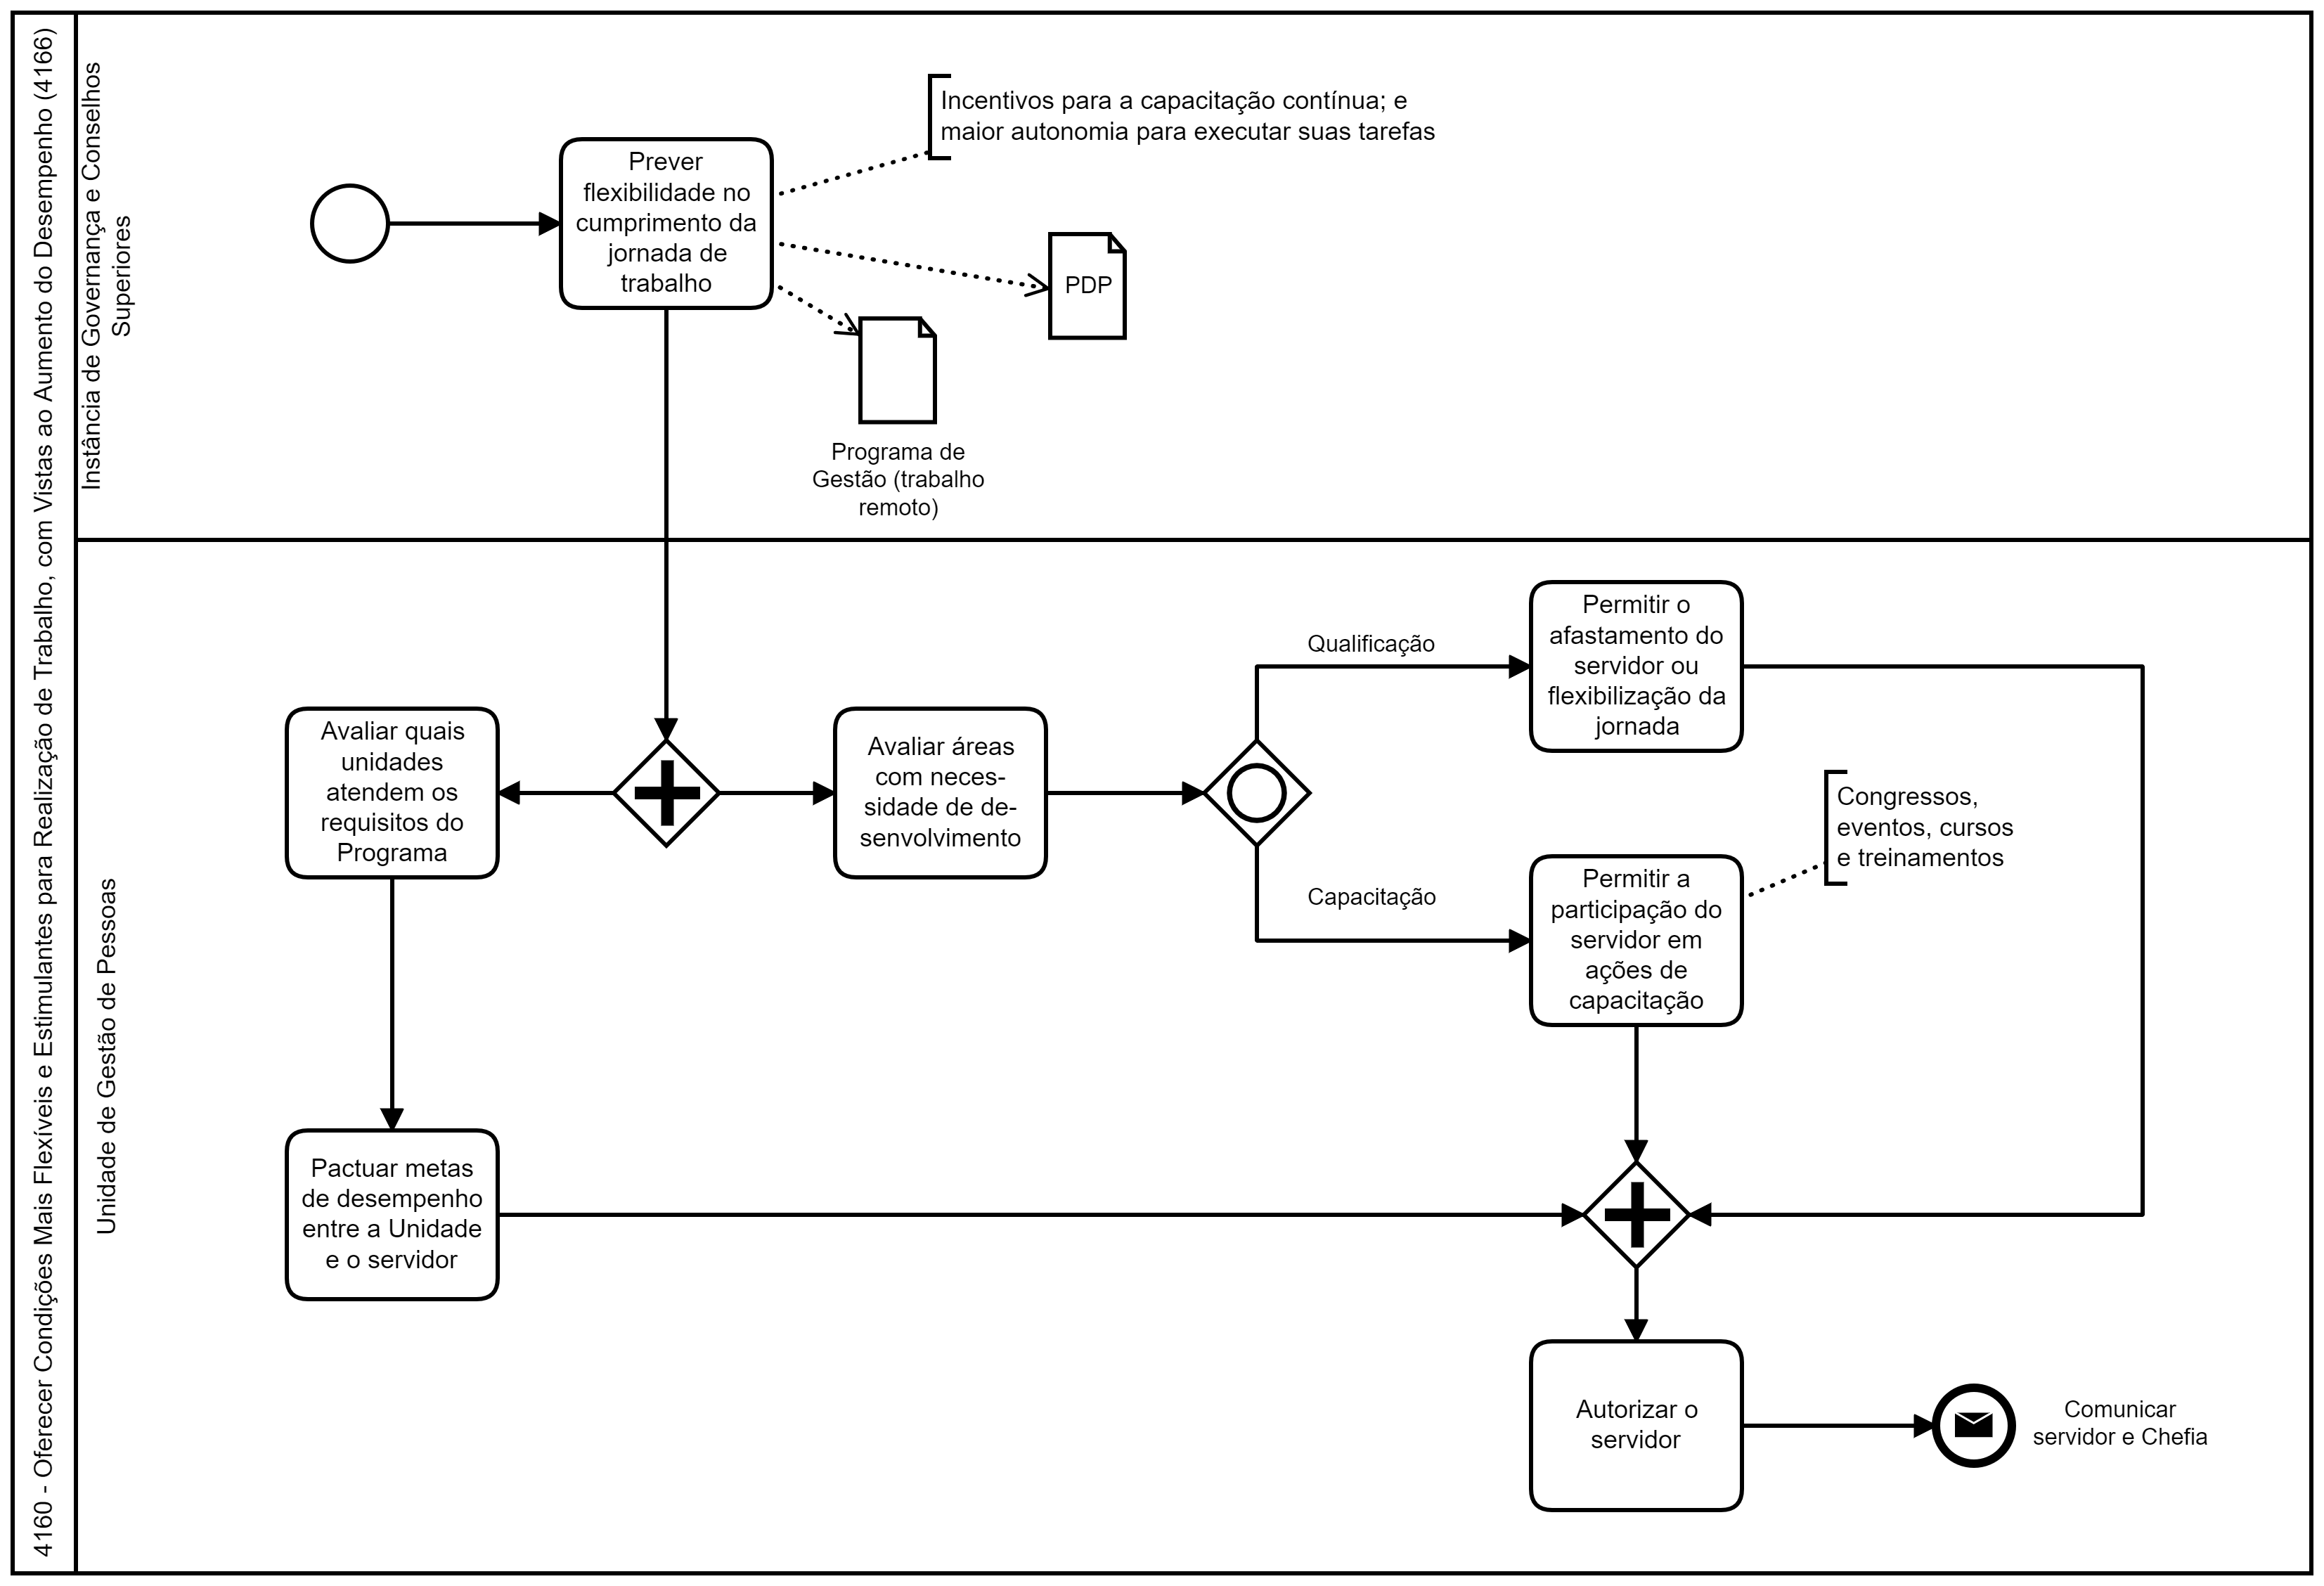 4160 - Oferecer Condições Mais Flexíveis e Estimulantes para Realização de Trabalho, com Vistas ao Aumento do Desempenho (4166)
Instância de Governança e Conselhos
Superiores
Incentivos para a capacitação contínua; e
maior autonomia para executar suas tarefas
Prever
flexibilidade no
cumprimento da
jornada de
trabalho
PDP
Programa de
Gestão (trabalho
remoto)
Unidade de Gestão de Pessoas
Avaliar quais
unidades
atendem os
requisitos do
Programa
Avaliar áreas
com neces-
sidade de de-
senvolvimento
Qualificação
Permitir o
afastamento do
servidor ou
flexibilização da
jornada
Capacitação
Permitir a
participação do
servidor em
ações de
capacitação
Congressos,
eventos, cursos
e treinamentos
Pactuar metas
de desempenho
entre a Unidade
e o servidor
Autorizar o
servidor
Comunicar
servidor e Chefia